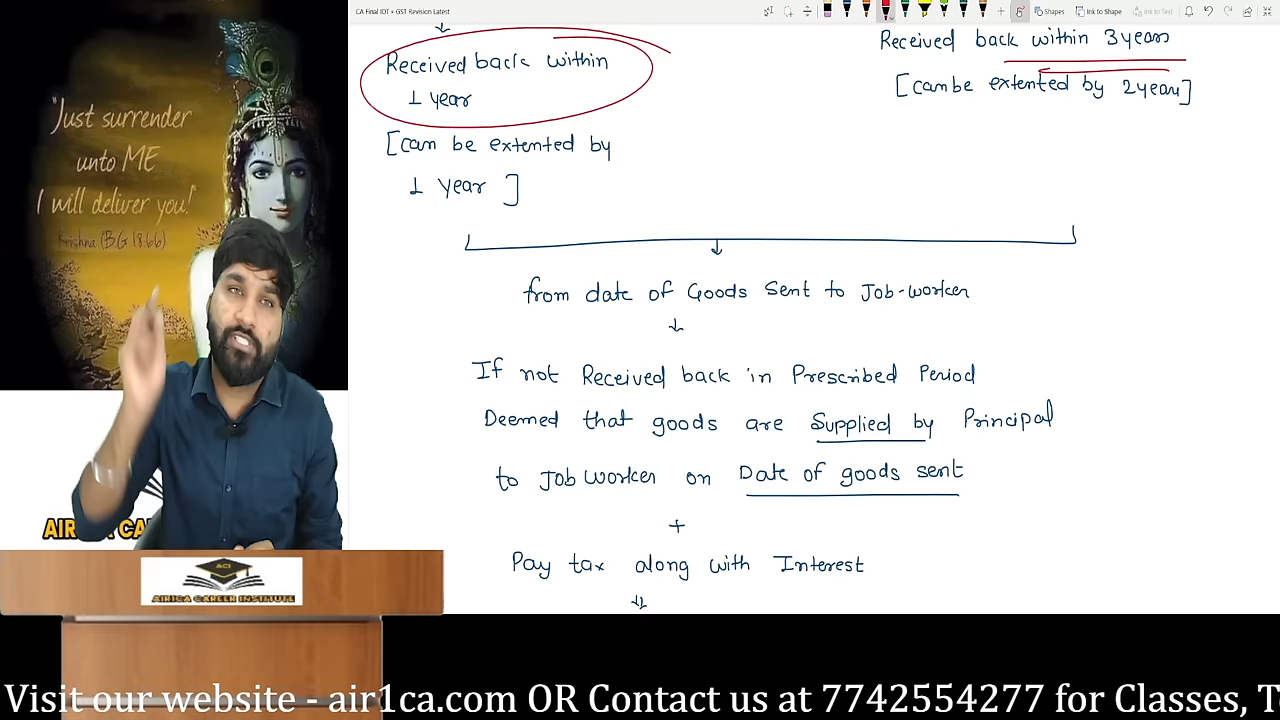 CA Final IDT + GST Revision Latest
Shapes
Ink to Shape
Ink to Text
Received back within
1 year
[can be extented by
1 year ]
Received back within 3 years
[can be extented by 2 years]
from date of Goods Sent to Job-worker
If not Received back in Prescribed Period
Deemed that goods are Supplied by Principal
to Job Worker on Date of goods sent
+
Pay tax along with Interest
"Just surrender
unto ME
I will deliver you!"
Krishna (BG 18:66)
ACI
AIR1CA CAREER INSTITUTE
Visit our website - air1ca.com OR Contact us at 7742554277 for Classes, T